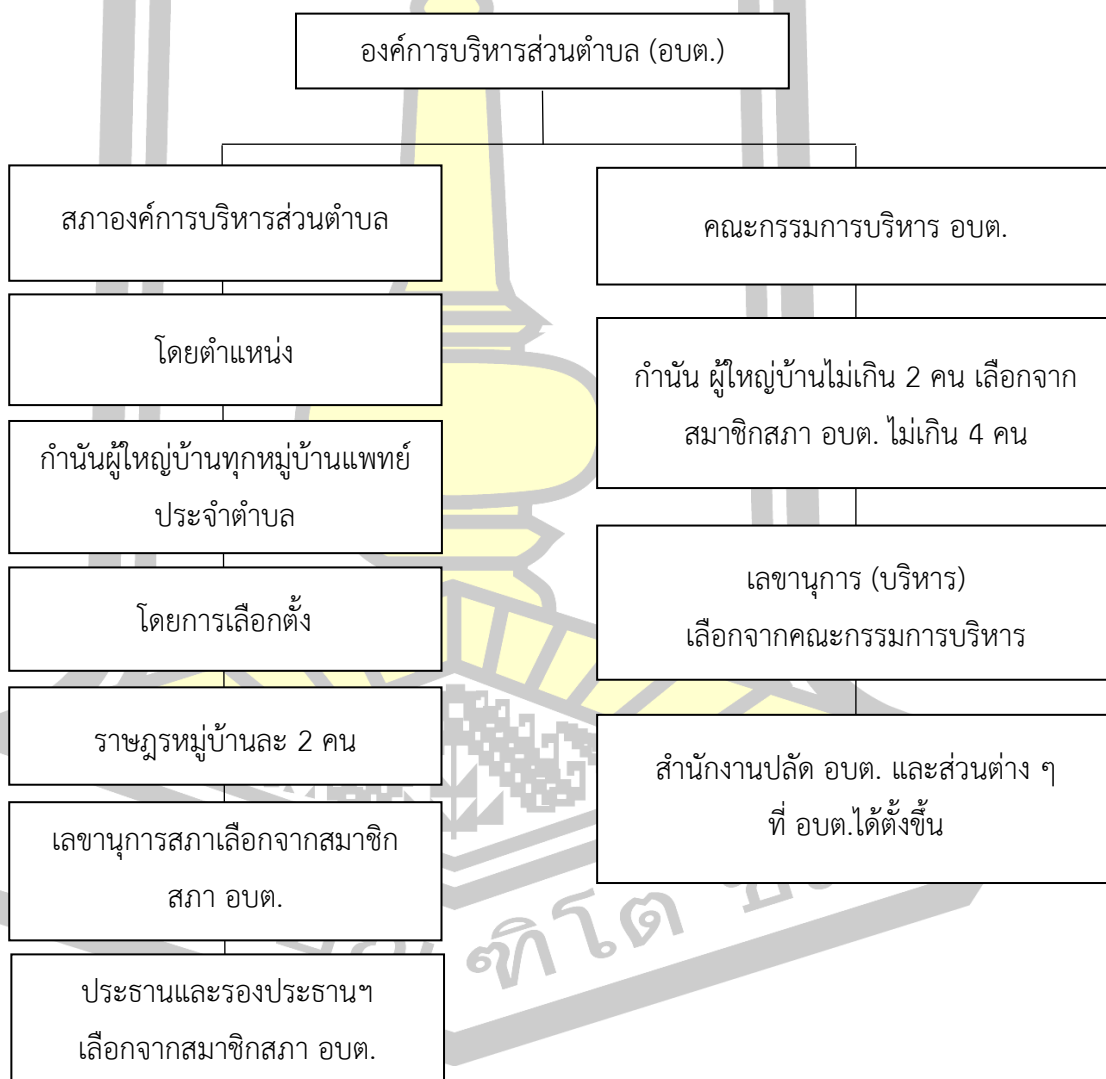 องค์การบริหารส่วนตำบล (อบต.)
สภาองค์การบริหารส่วนตำบล
โดยตำแหน่ง
กำนันผู้ใหญ่บ้านทุกหมู่บ้านแพทย์
ประจำตำบล
โดยการเลือกตั้ง
ราษฎรหมู่บ้านละ 2 คน
เลขานุการสภาเลือกจากสมาชิก
สภา อบต.
ประธานและรองประธานฯ
เลือกจากสมาชิกสภา อบต.
คณะกรรมการบริหาร อบต.
กำนัน ผู้ใหญ่บ้านไม่เกิน 2 คน เลือกจาก
สมาชิกสภา อบต. ไม่เกิน 4 คน
เลขานุการ (บริหาร)
เลือกจากคณะกรรมการบริหาร
สำนักงานปลัด อบต. และส่วนต่าง ๆ
ที่ อบต.ได้ตั้งขึ้น